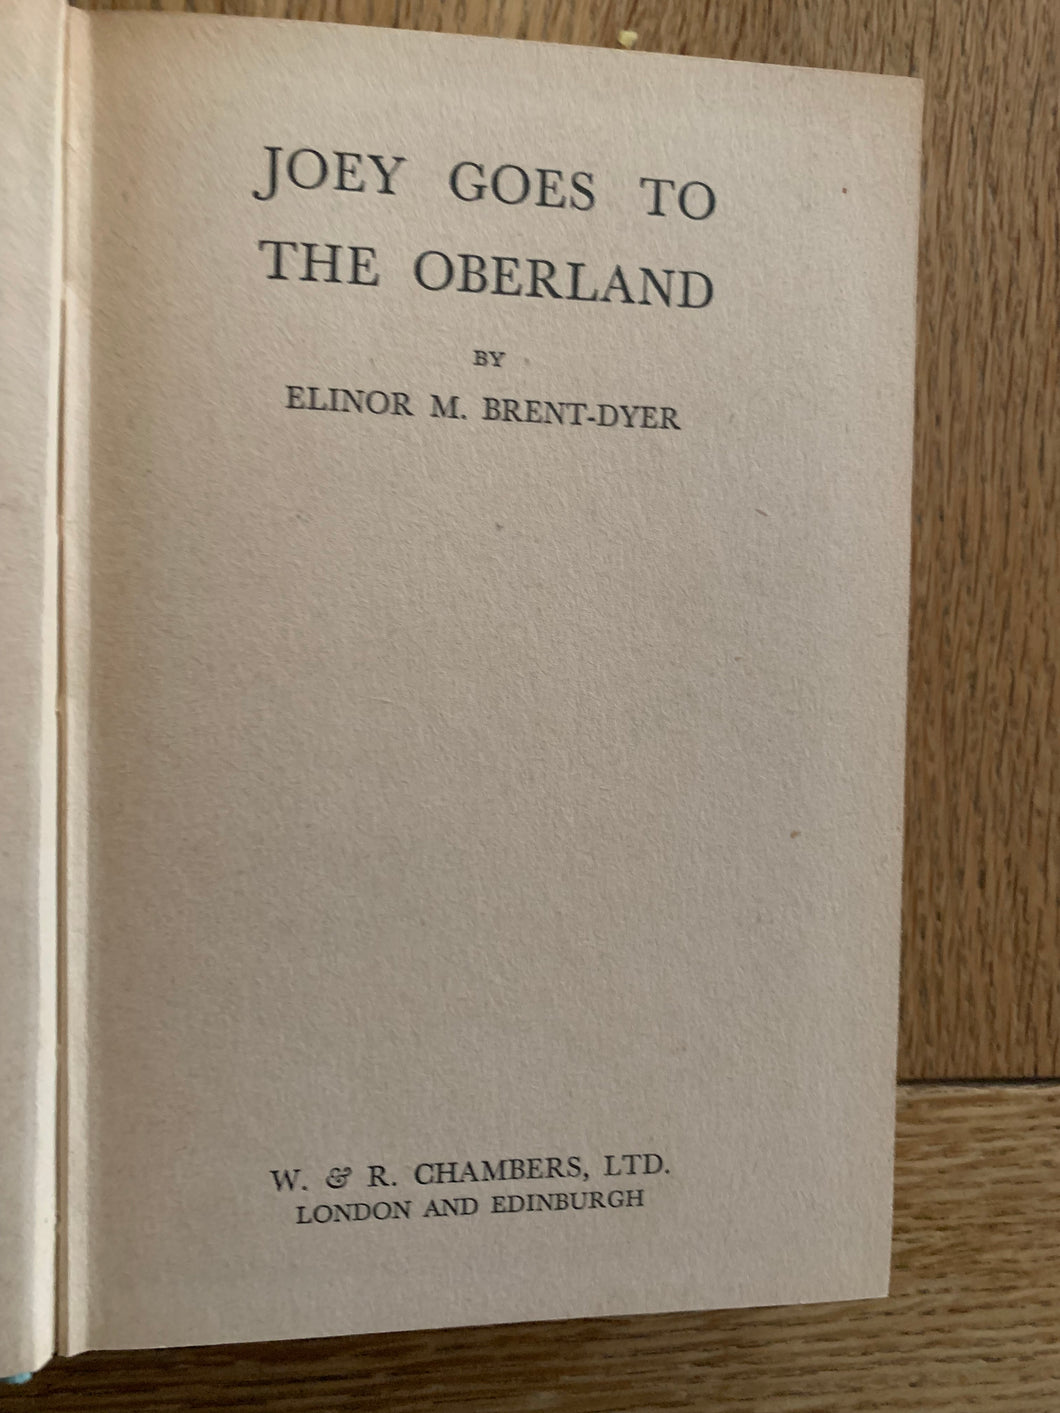 JOEY GOES TO
THE OBERLAND
BY
ELINOR M. BRENT-DYER
W. & R. CHAMBERS, LTD.
LONDON AND EDINBURGH